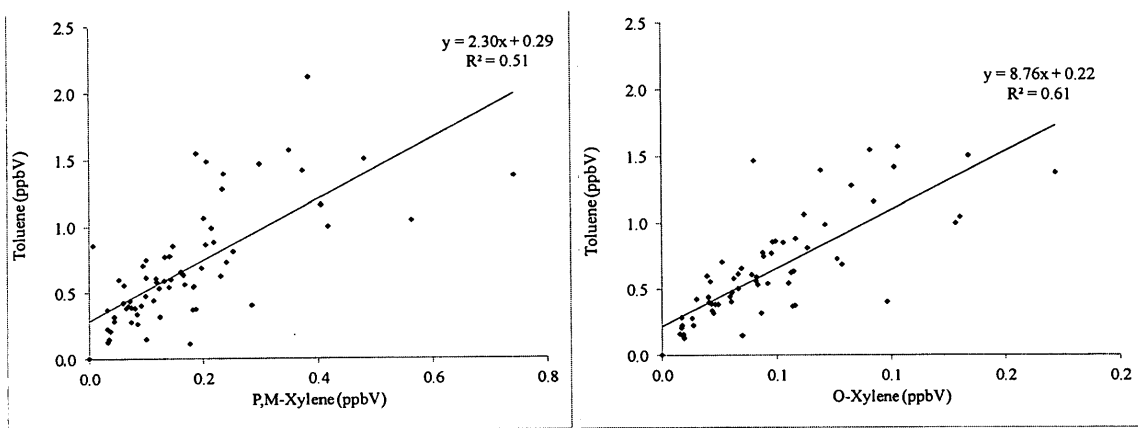 2.5
y = 2.30x + 0.29
R² = 0.51
2.0
1.5
1.0
0.5
0.0
Toluene (ppbV)
0.0 0.2 0.4 0.6 0.8
P,M-Xylene (ppbV)
2.5
y = 8.76x + 0.22
R² = 0.61
2.0
1.5
1.0
0.5
0.0
Toluene (ppbV)
0.0 0.1 0.1 0.2 0.2
O-Xylene (ppbV)